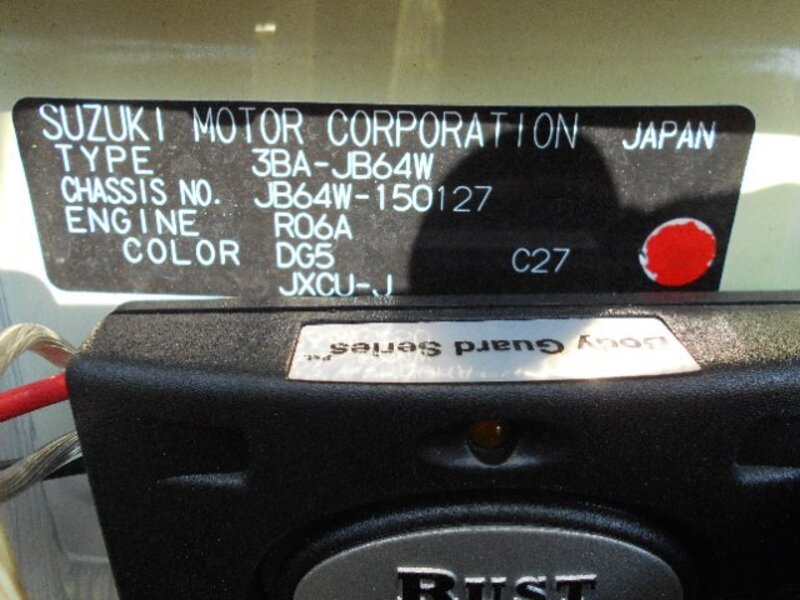 SUZUKI MOTOR CORPORATION JAPAN
TYPE 3BA-JB64W
CHASSIS NO. JB64W-150127
ENGINE R06A
COLOR DG5 C27
JXCU-J
Body Guard Series™
RUST